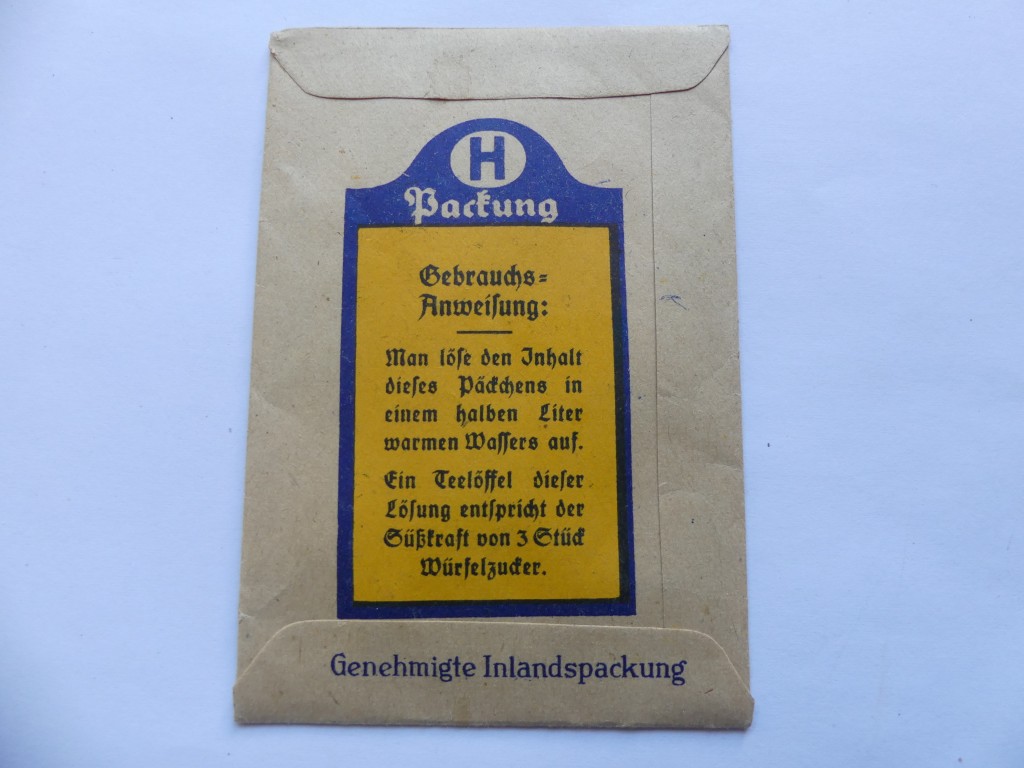 H
Packung
Gebrauchs=
Anweiſung:
Man löſe den Inhalt
dieſes Päckchens in
einem halben Liter
warmen Waſſers auf.
Ein Teelöffel dieſer
Löſung entſpricht der
Süßkraft von 3 Stück
Würfelzucker.
Genehmigte Inlandspackung